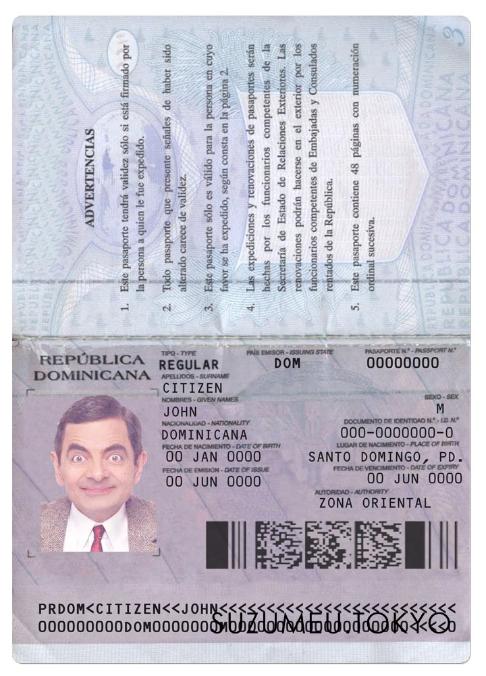 ADVERTENCIAS
1. Este pasaporte tendrá validez sólo si está firmado por
la persona a quien le fue expedido.
2. Todo pasaporte que presente señales de haber sido
alterado carece de validez.
3. Este pasaporte sólo es válido para la persona en cuyo
favor se ha expedido, según consta en la página 2.
4. Las expediciones y renovaciones de pasaportes serán
hechas por los funcionarios competentes de la
Secretaría de Estado de Relaciones Exteriores. Las
renovaciones podrán hacerse en el exterior por los
funcionarios competentes de Embajadas y Consulados
rentados de la República.
5. Este pasaporte contiene 48 páginas con numeración
ordinal sucesiva.
3
REPÚBLICA
DOMINICANA
TIPO - TYPE
REGULAR
PAÍS EMISOR - ISSUING STATE
DOM
PASAPORTE N.° - PASSPORT N.°
00000000
APELLIDOS - SURNAME
CITIZEN
NOMBRES - GIVEN NAMES
JOHN
SEXO - SEX
M
NACIONALIDAD - NATIONALITY
DOMINICANA
DOCUMENTO DE IDENTIDAD N.° - I.D. N.°
000-0000000-0
FECHA DE NACIMIENTO - DATE OF BIRTH
00 JAN 0000
LUGAR DE NACIMIENTO - PLACE OF BIRTH
SANTO DOMINGO, PD.
FECHA DE EMISIÓN - DATE OF ISSUE
00 JUN 0000
FECHA DE VENCIMIENTO - DATE OF EXPIRY
00 JUN 0000
AUTORIDAD - AUTHORITY
ZONA ORIENTAL
PRDOM<CITIZEN<<JOHN<<<<<<<<<<<<<<<<<<<<<<<<<
SUZUMEU.TOKYO